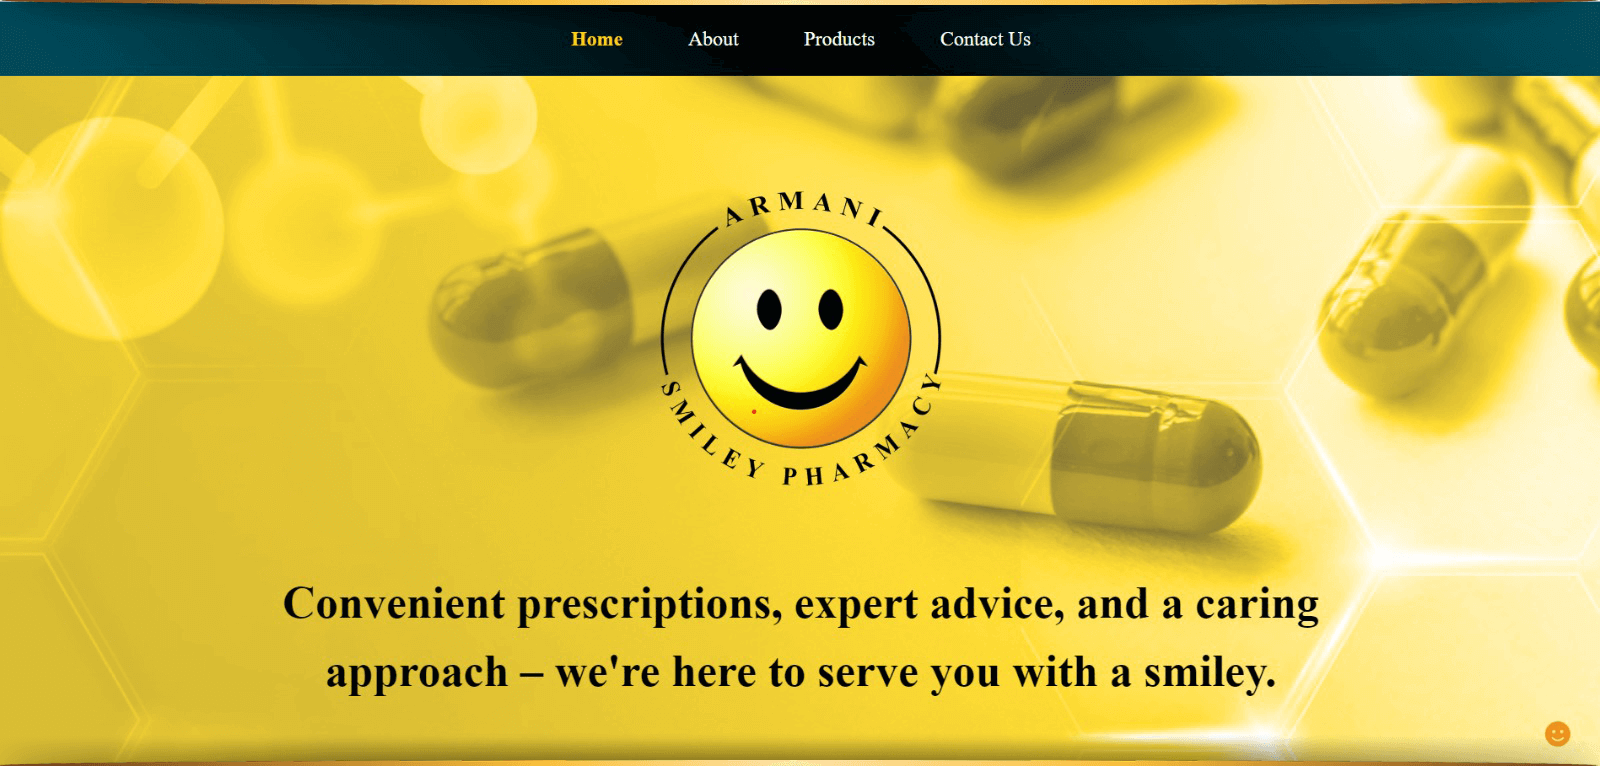 Home About Products Contact Us
ARMANI
SMILEY PHARMACY
Convenient prescriptions, expert advice, and a caring
approach – we're here to serve you with a smiley.